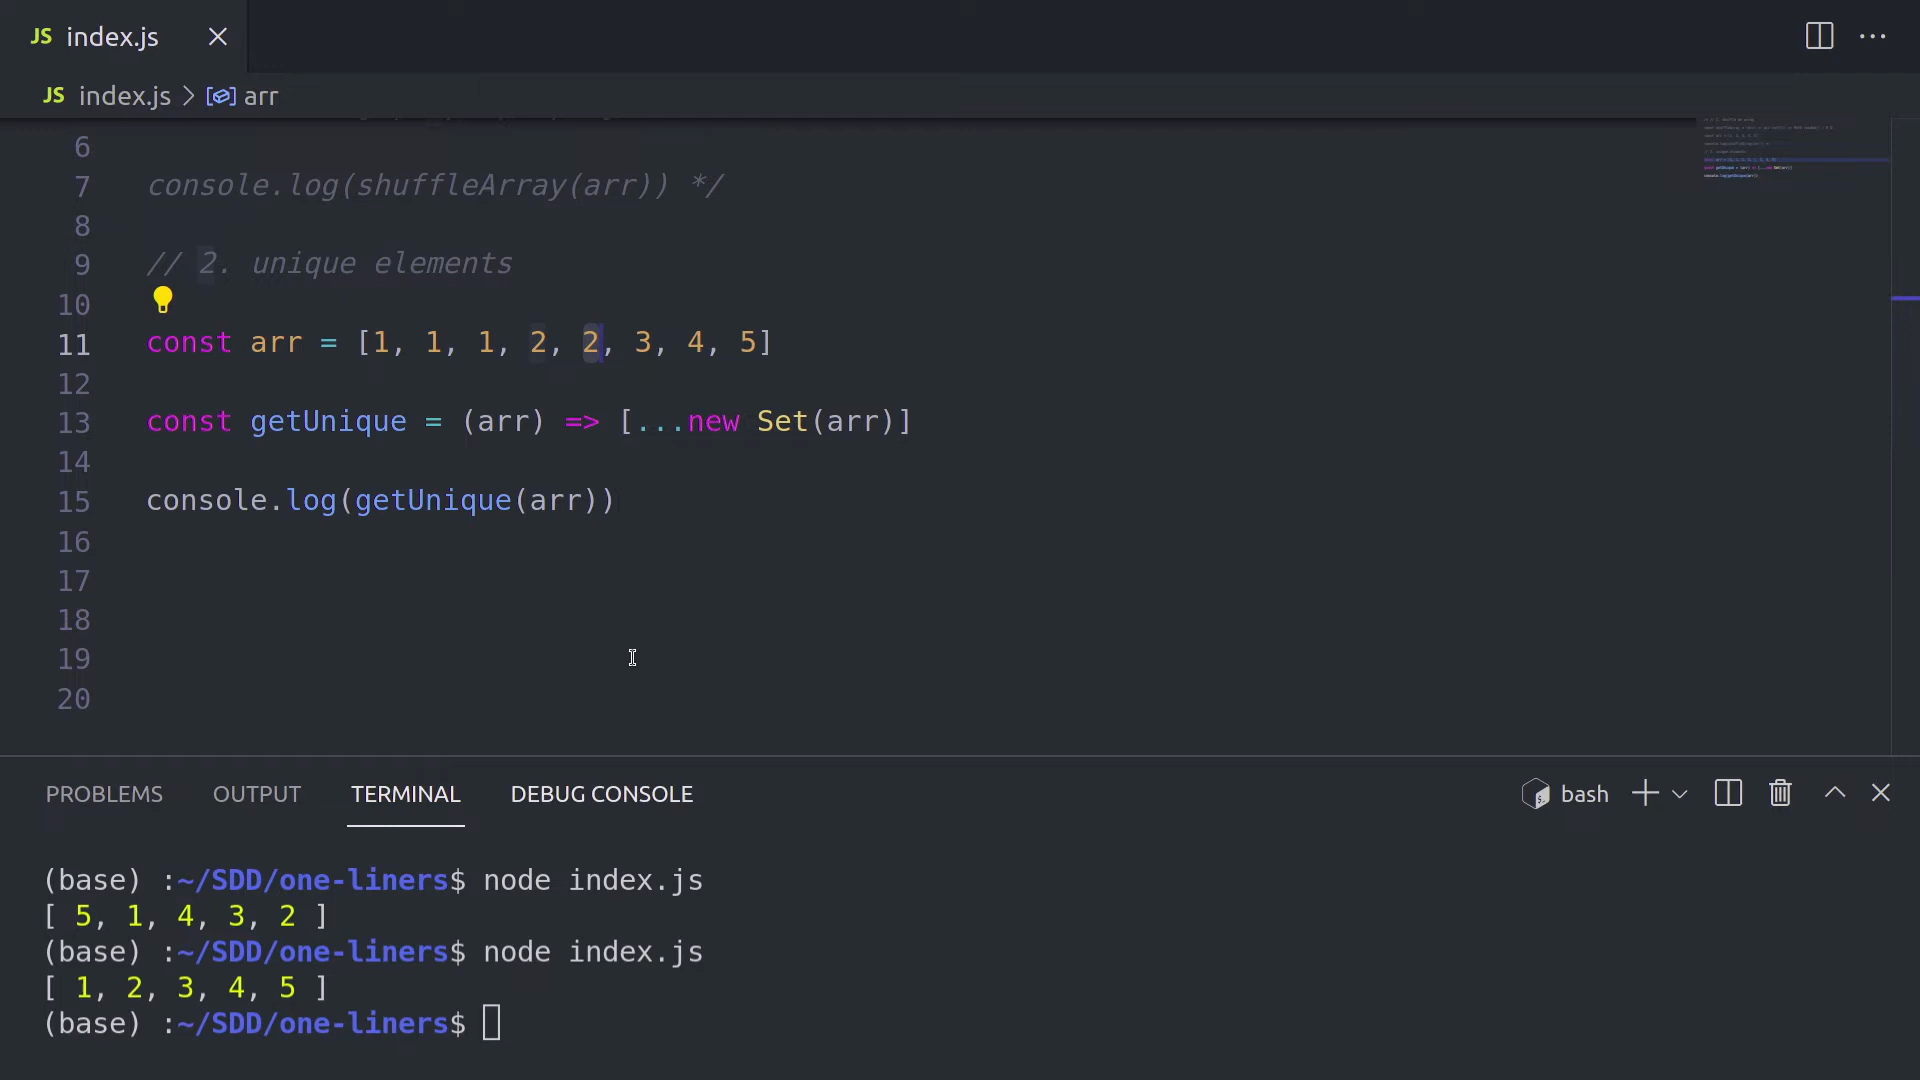 JS index.js
JS index.js > arr
6
7 console.log(shuffleArray(arr)) */
8
9 // 2. unique elements
10
11 const arr = [1, 1, 1, 2, 2, 3, 4, 5]
12
13 const getUnique = (arr) => [...new Set(arr)]
14
15 console.log(getUnique(arr))
16
17
18
19
20
PROBLEMS OUTPUT TERMINAL DEBUG CONSOLE bash
(base) :~/SDD/one-liners$ node index.js
[ 5, 1, 4, 3, 2 ]
(base) :~/SDD/one-liners$ node index.js
[ 1, 2, 3, 4, 5 ]
(base) :~/SDD/one-liners$